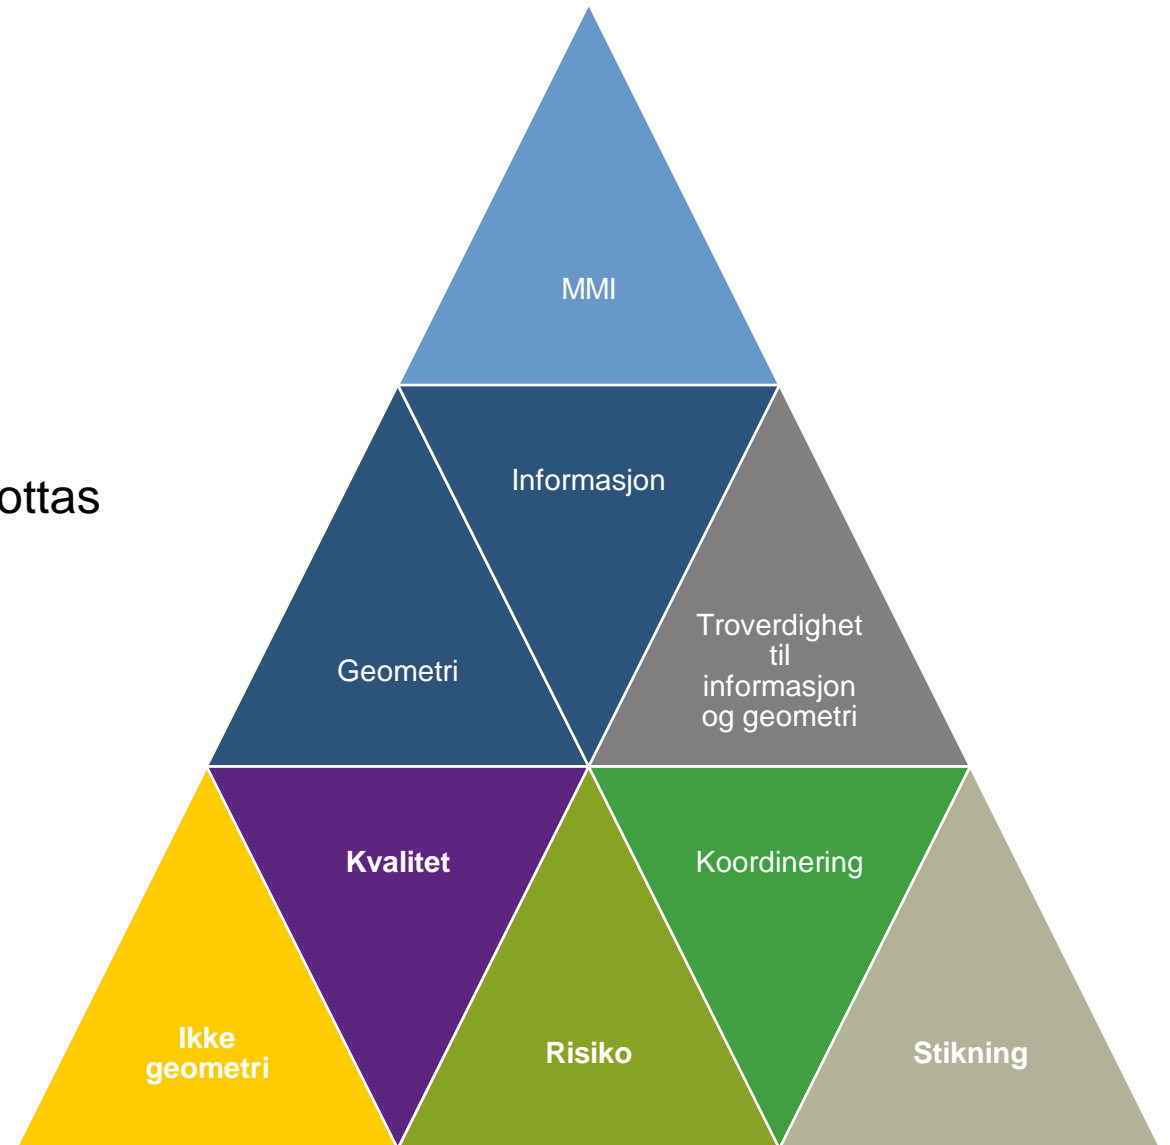 MMI
Informasjon
ottas
Troverdighet
til
informasjon
og geometri
Geometri
Kvalitet
Koordinering
Ikke
geometri
Risiko
Stikning